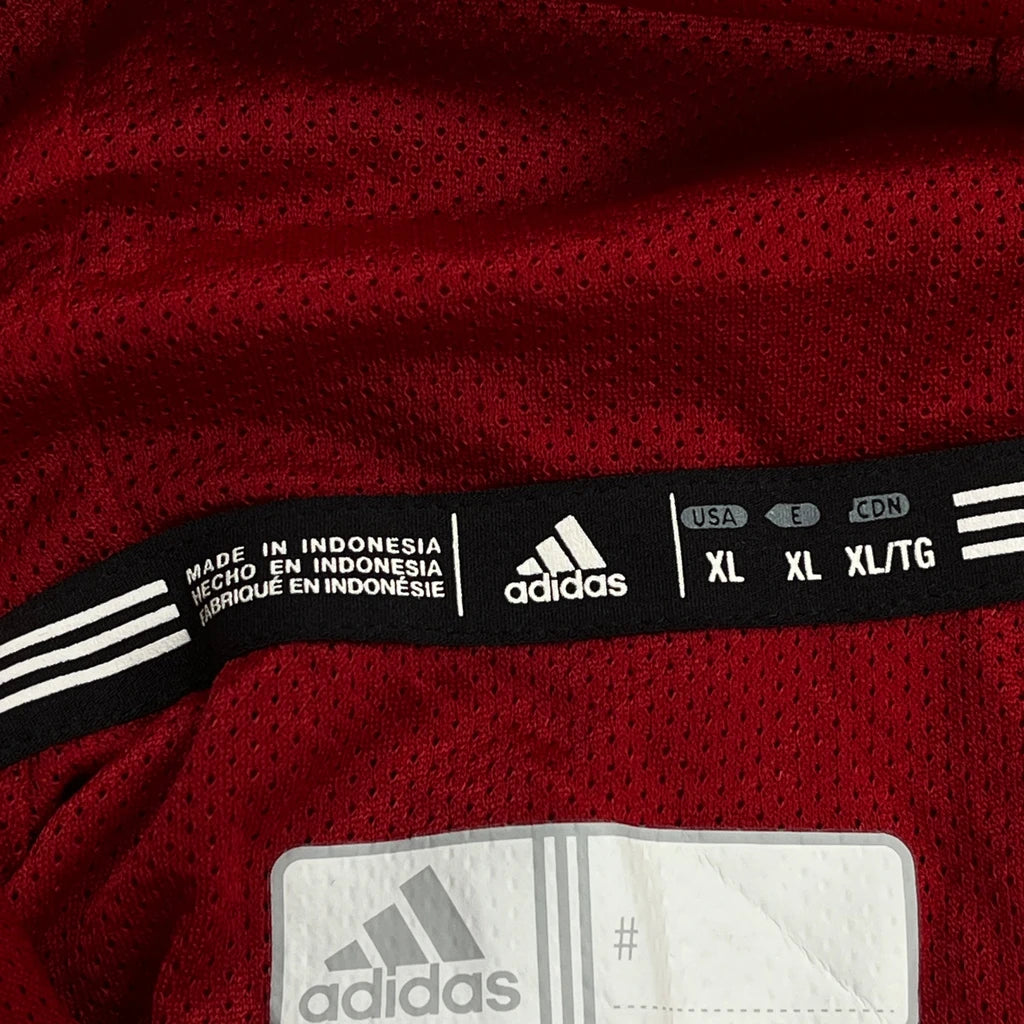 MADE IN INDONESIA
HECHO EN INDONESIA
FABRIQUÉ EN INDONÉSIE
adidas
USA E CDN
XL XL XL/TG
adidas
#